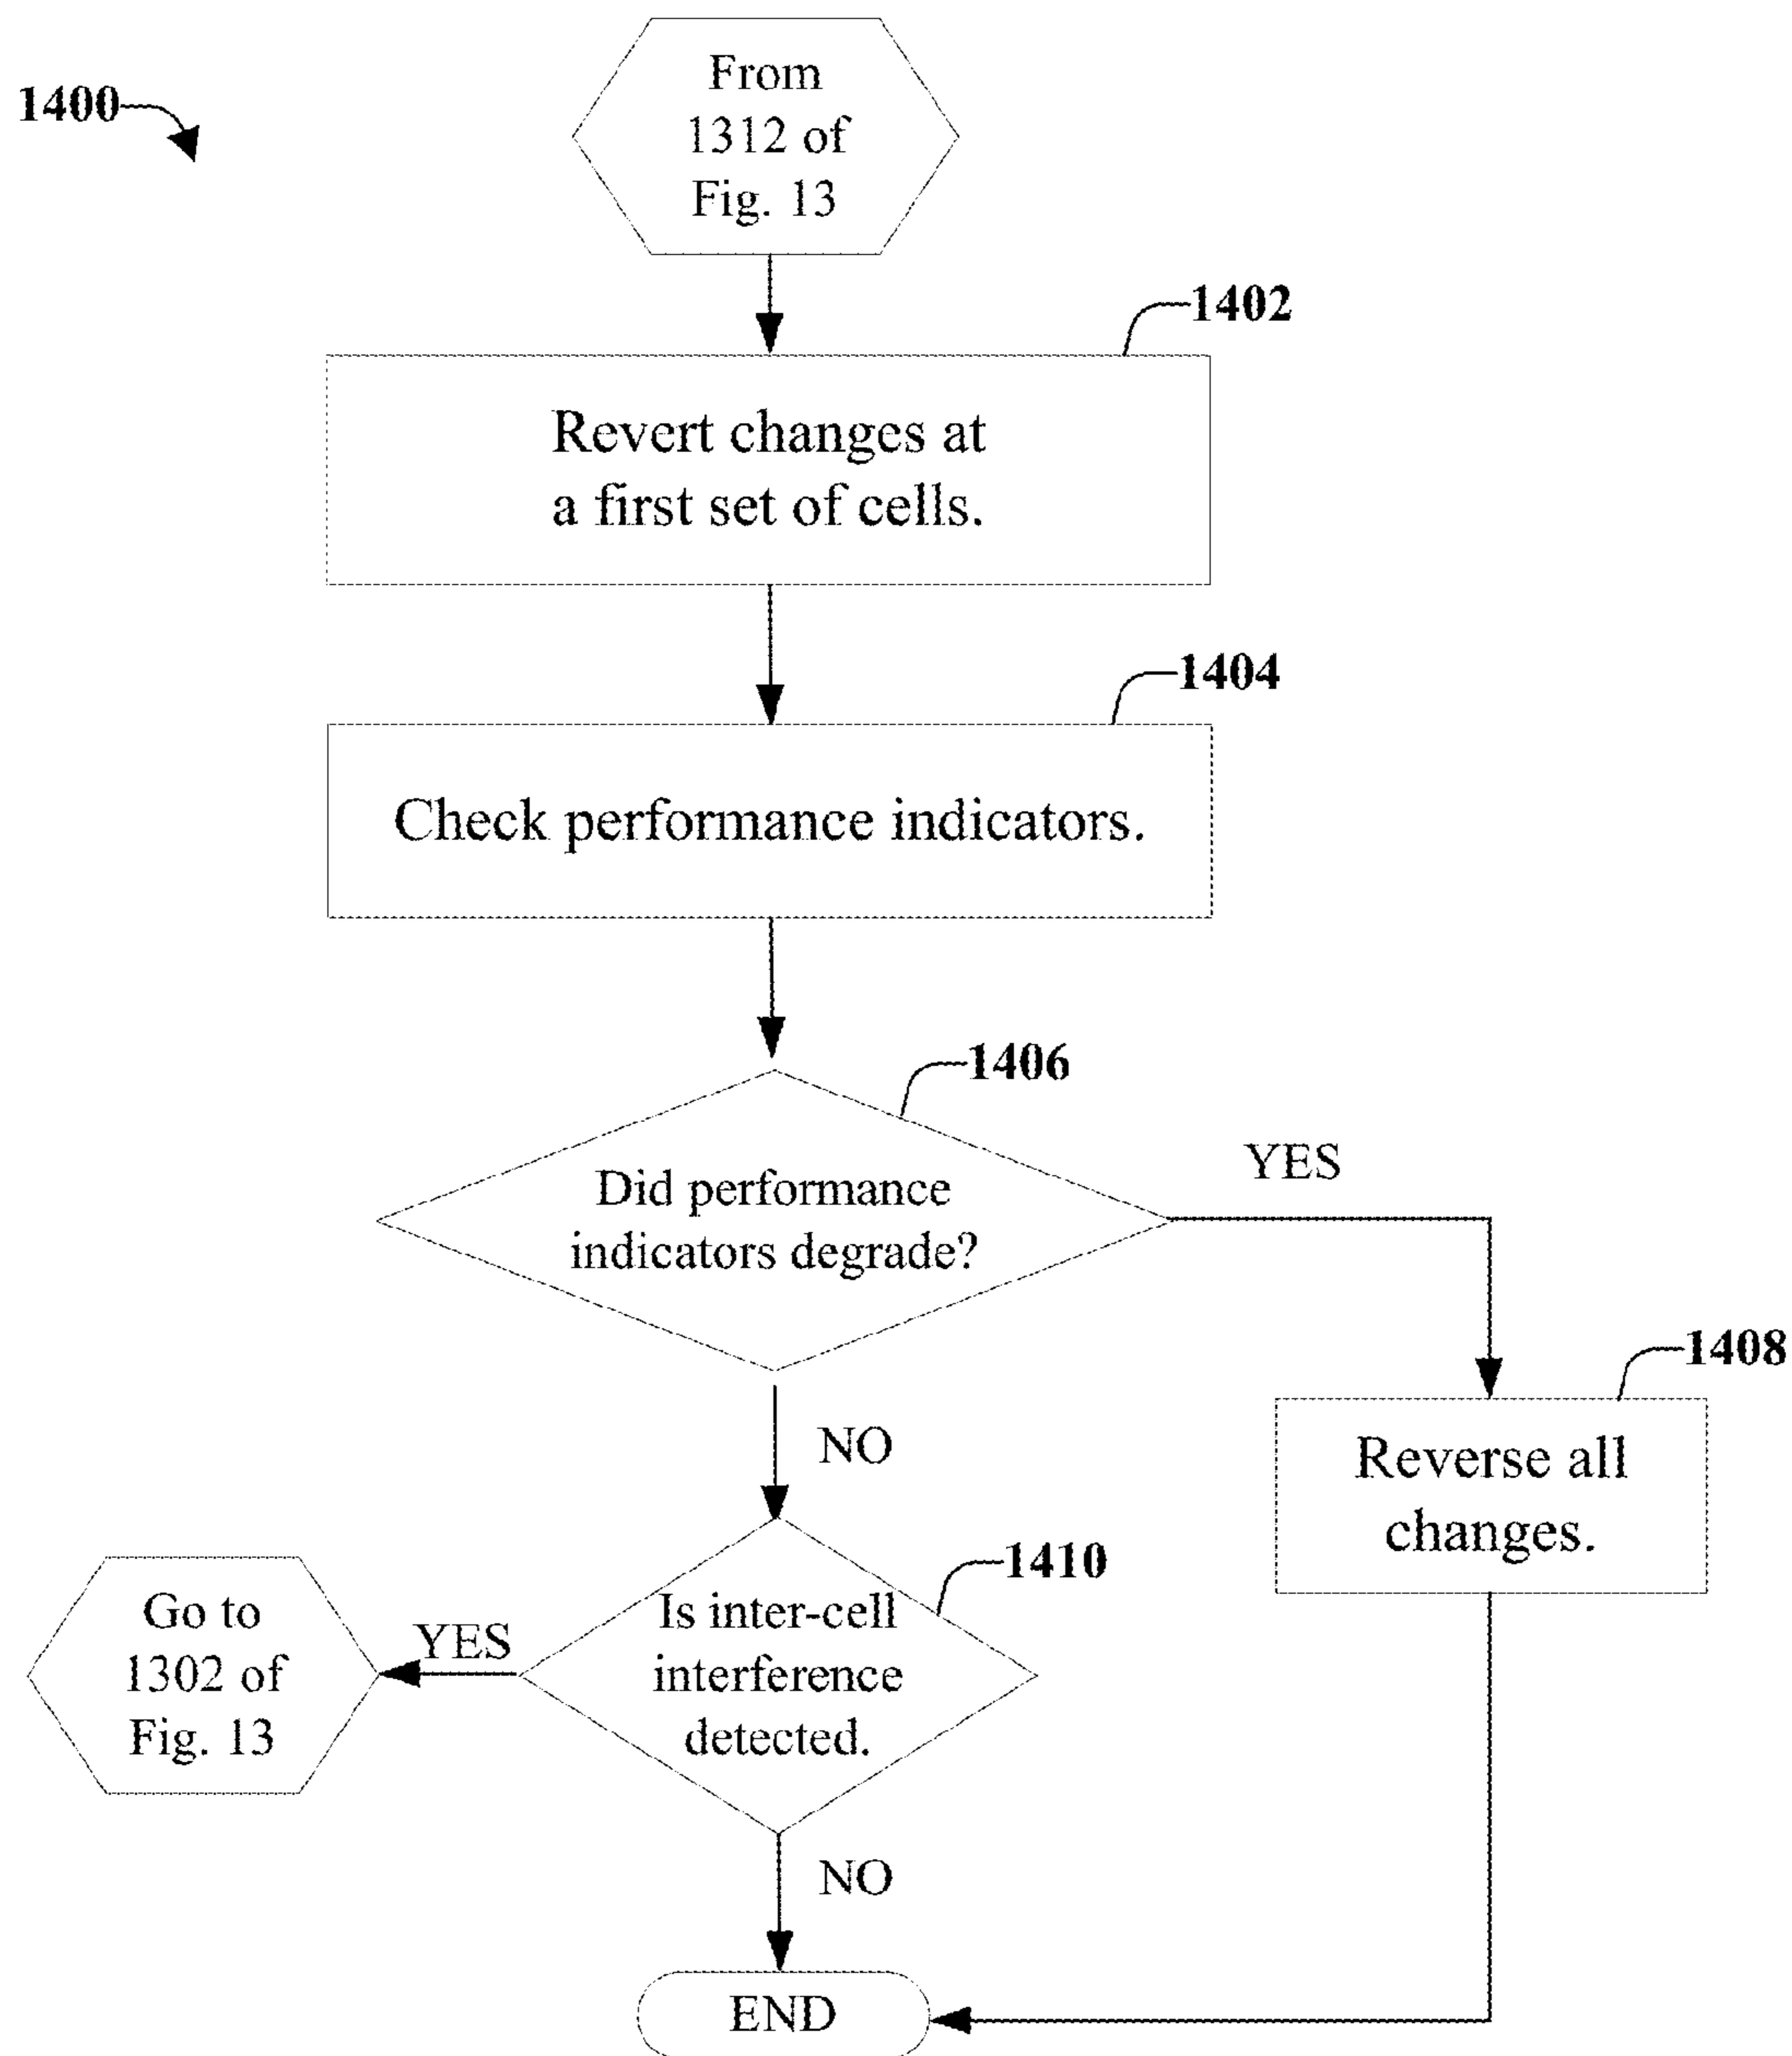 1400
From
1312 of
Fig. 13
1402
Revert changes at
a first set of cells.
1404
Check performance indicators.
1406
Did performance
indicators degrade?
YES
1408
Reverse all
changes.
NO
1410
Is inter-cell
interference
detected.
YES
Go to
1302 of
Fig. 13
NO
END